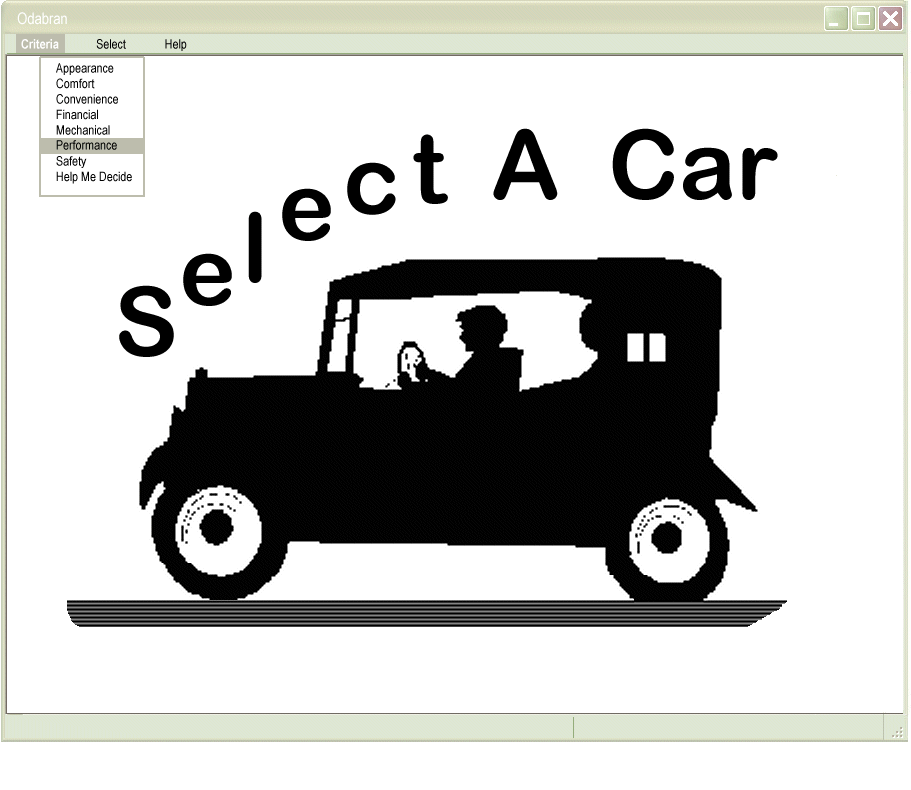 Odabran
Criteria Select Help
Appearance
Comfort
Convenience
Financial
Mechanical
Performance
Safety
Help Me Decide
Select A Car